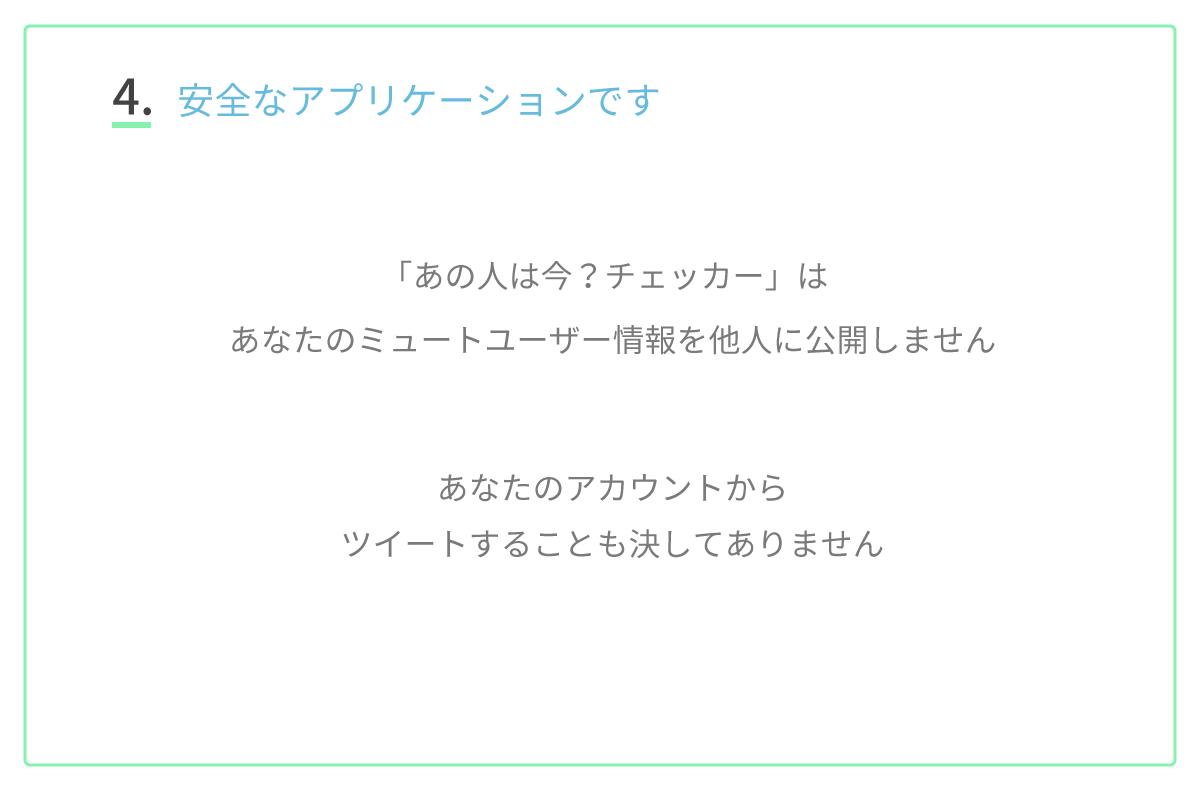 4. 安全なアプリケーションです
「あの人は今？チェッカー」は
あなたのミュートユーザー情報を他人に公開しません
あなたのアカウントから
ツイートすることも決してありません